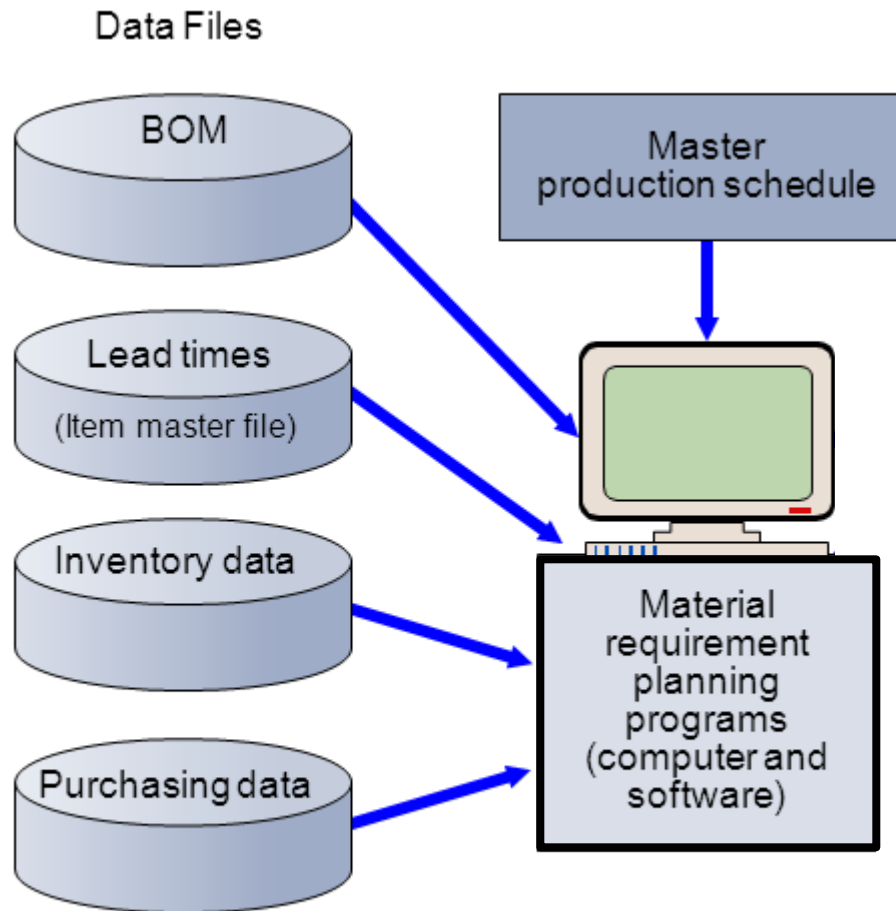 Data Files
BOM
Master
production schedule
Lead times
(Item master file)
Inventory data
Material
requirement
planning
programs
(computer and
software)
Purchasing data